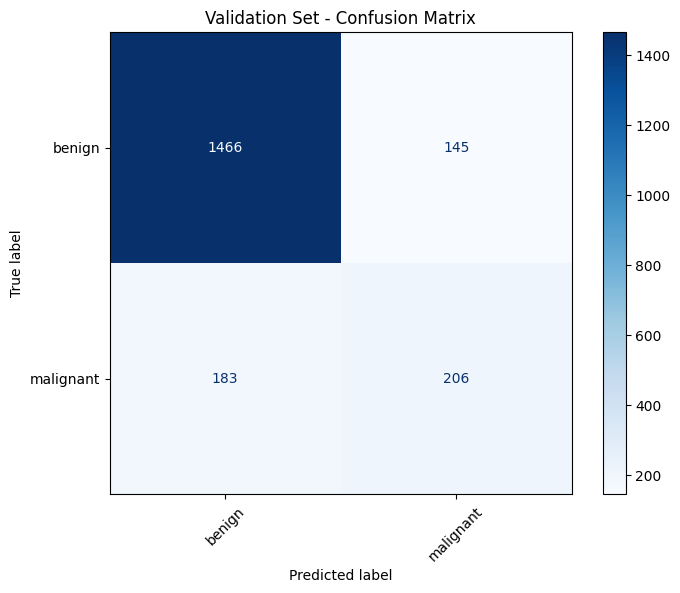 Validation Set - Confusion Matrix
True label
benign
malignant
1466
145
183
206
benign
malignant
Predicted label
1400
1200
1000
800
600
400
200